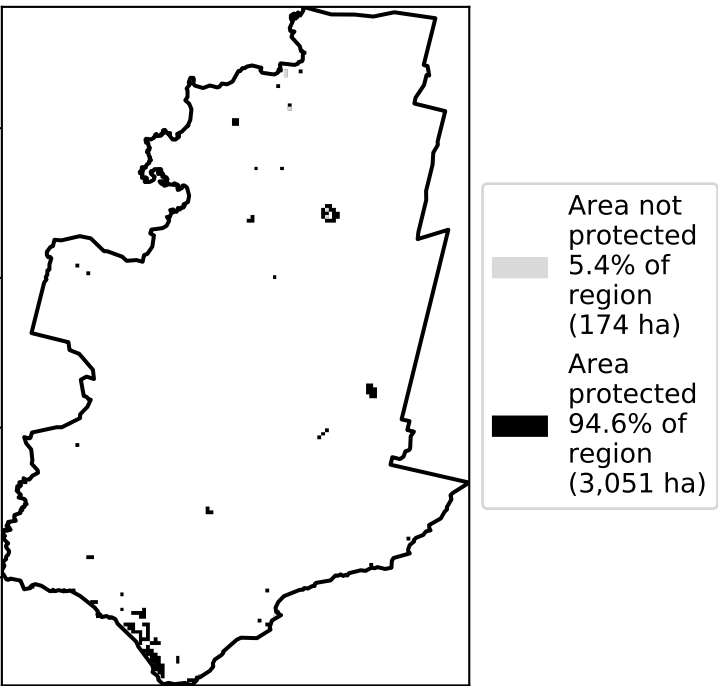 Area not
protected
5.4% of
region
(174 ha)
Area
protected
94.6% of
region
(3,051 ha)